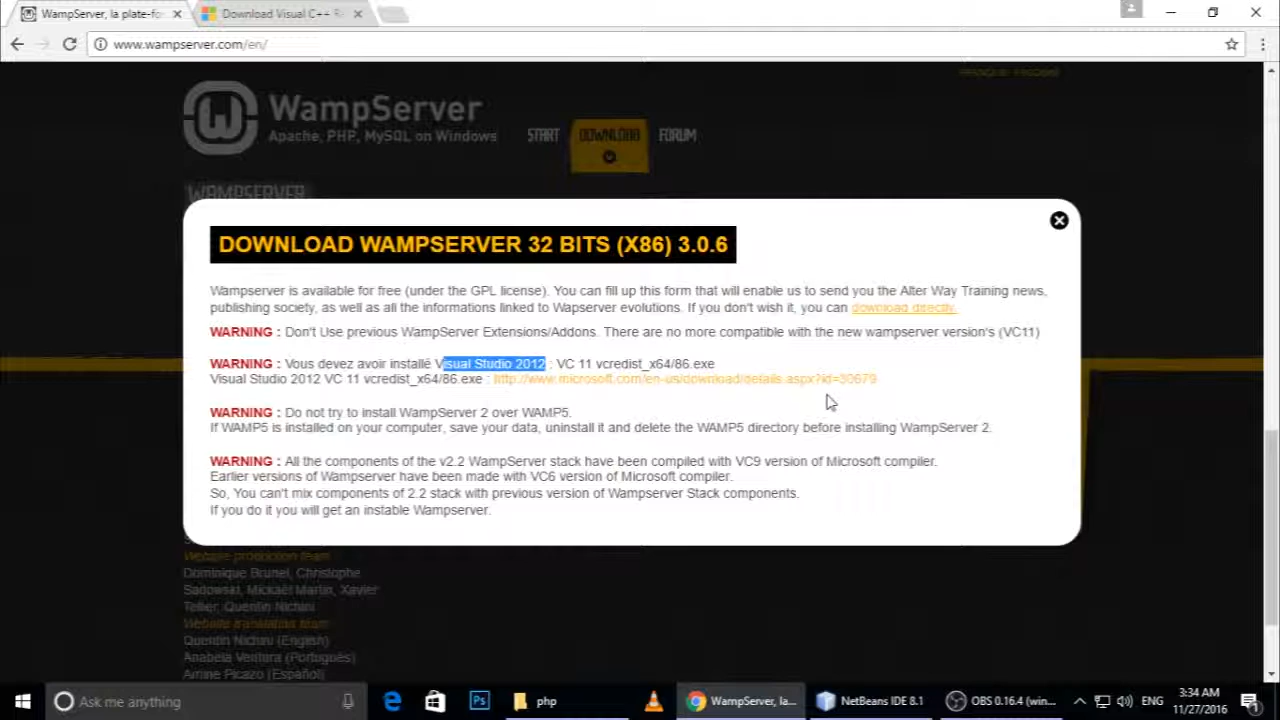 WampServer, la plate-fo
Download Visual C++ R
www.wampserver.com/en/
WampServer
Apache, PHP, MySQL on Windows
START
DOWNLOAD
FORUM
WAMPSERVER
DOWNLOAD WAMPSERVER 32 BITS (X86) 3.0.6
Wampserver is available for free (under the GPL license). You can fill up this form that will enable us to send you the Alter Way Training news,
publishing society, as well as all the informations linked to Wapserver evolutions. If you don't wish it, you can download directly.
WARNING : Don't Use previous WampServer Extensions/Addons. There are no more compatible with the new wampserver version's (VC11)
WARNING : Vous devez avoir installé Visual Studio 2012 : VC 11 vcredist_x64/86.exe
Visual Studio 2012 VC 11 vcredist_x64/86.exe : http://www.microsoft.com/en-us/download/details.aspx?id=30679
WARNING : Do not try to install WampServer 2 over WAMP5.
If WAMP5 is installed on your computer, save your data, uninstall it and delete the WAMP5 directory before installing WampServer 2.
WARNING : All the components of the v2.2 WampServer stack have been compiled with VC9 version of Microsoft compiler.
Earlier versions of Wampserver have been made with VC6 version of Microsoft compiler.
So, You can't mix components of 2.2 stack with previous version of Wampserver Stack components.
If you do it you will get an instable Wampserver.
Website production team
Dominique Brunel, Christophe
Sadowski, Mickaël Martin, Xavier
Tellier, Quentin Nichini
Website translation team
Quentin Nichini (English)
Anabela Ventura (Português)
Amine Picazo (Español)
Ask me anything
php
WampServer, la...
NetBeans IDE 8.1
OBS 0.16.4 (win...
ENG
3:34 AM
11/27/2016
1